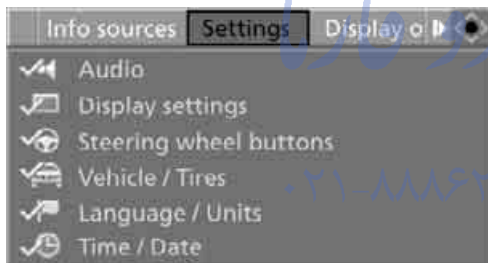 Info sources Settings Display o
Audio
Display settings
Steering wheel buttons
Vehicle / Tires
Language / Units
Time / Date